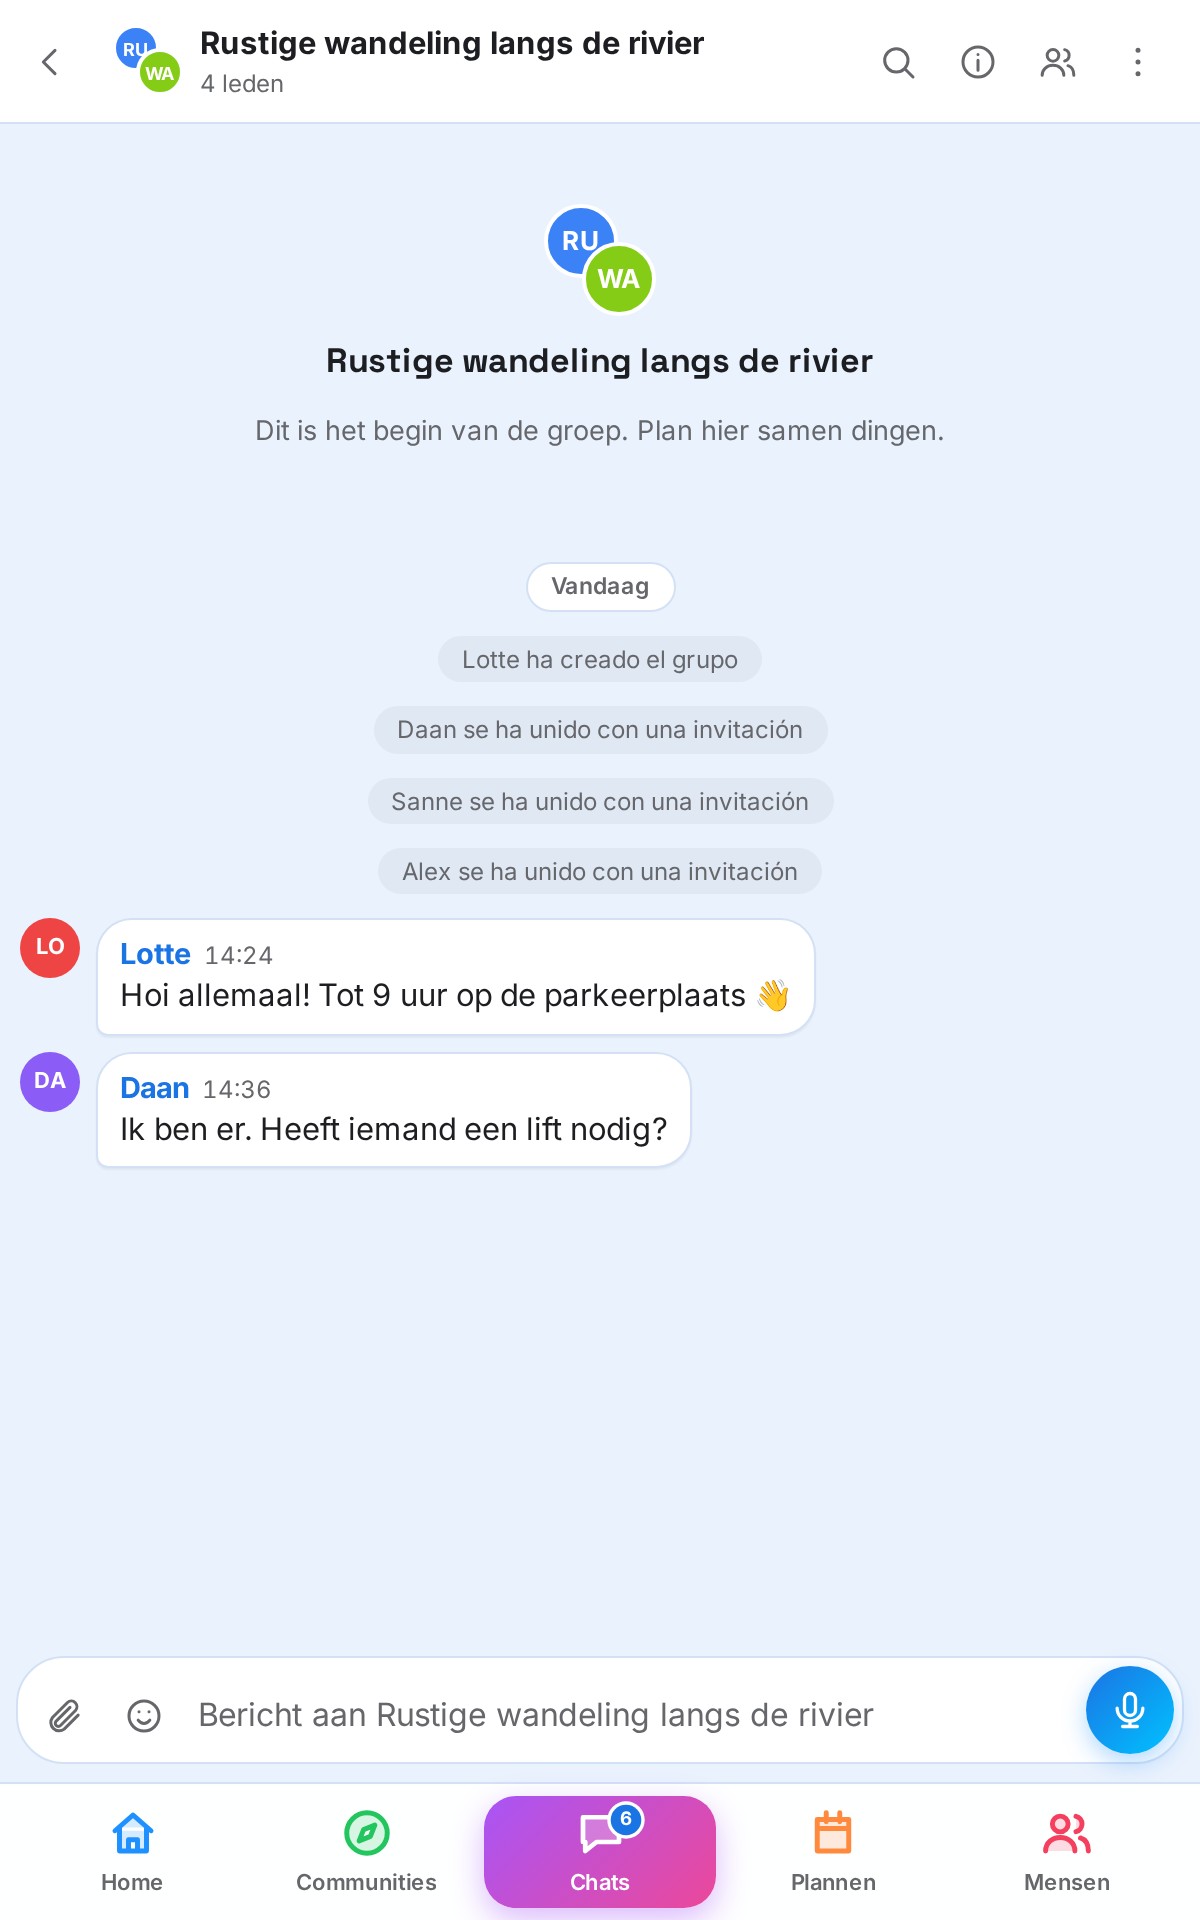 RU
WA
Rustige wandeling langs de rivier
4 leden
RU
WA
Rustige wandeling langs de rivier
Dit is het begin van de groep. Plan hier samen dingen.
Vandaag
Lotte ha creado el grupo
Daan se ha unido con una invitación
Sanne se ha unido con una invitación
Alex se ha unido con una invitación
LO
Lotte 14:24
Hoi allemaal! Tot 9 uur op de parkeerplaats 👋
DA
Daan 14:36
Ik ben er. Heeft iemand een lift nodig?
Bericht aan Rustige wandeling langs de rivier
6
Home
Communities
Chats
Plannen
Mensen